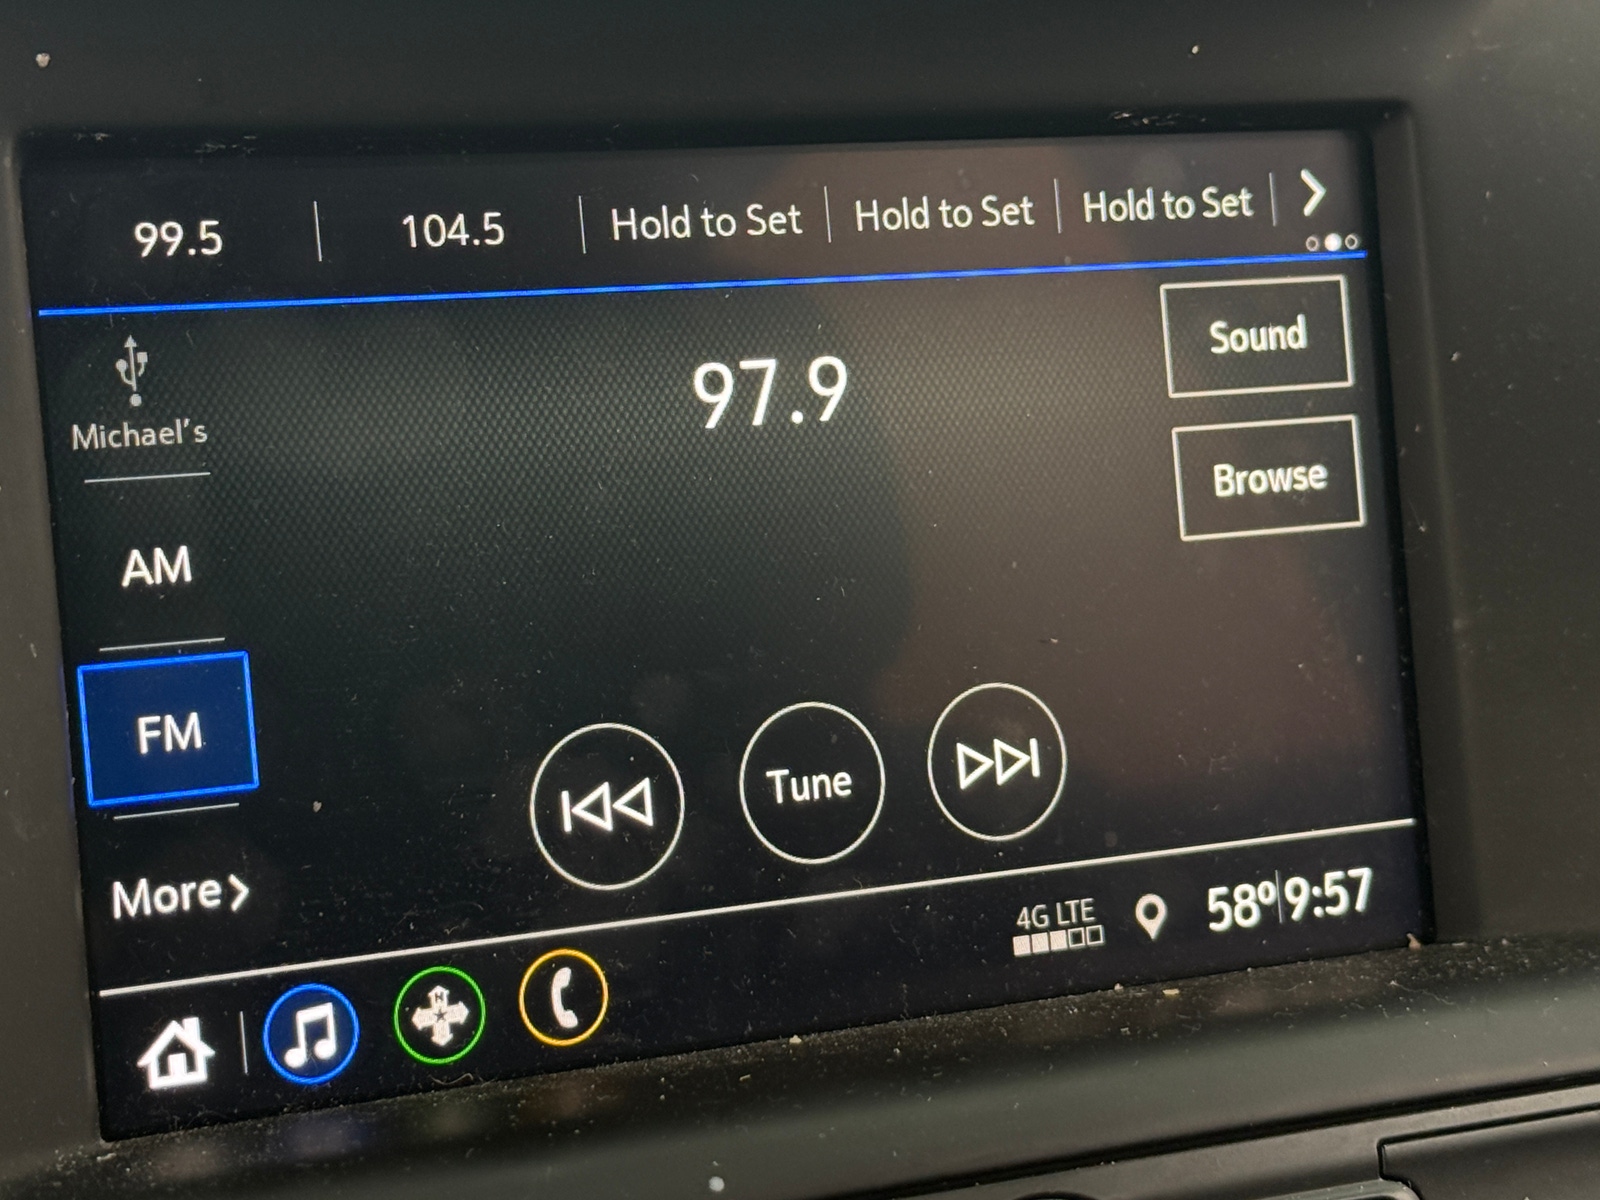 99.5
104.5
Hold to Set
Hold to Set
Hold to Set
Michael's
97.9
Sound
Browse
AM
FM
Tune
More
4G LTE
58° 9:57